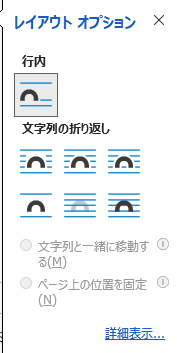 レイアウト オプション
行内
文字列の折り返し
文字列と一緒に移動す
る(M)
ページ上の位置を固定
(N)
詳細表示...